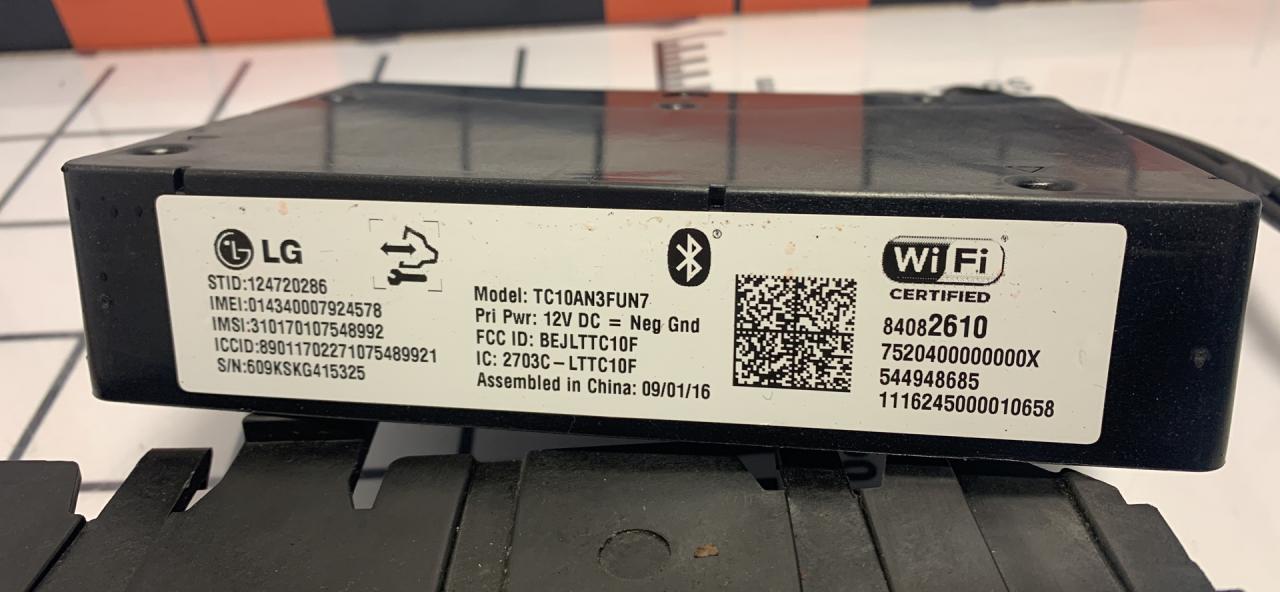 LG
STID:124720286
IMEI:014340007924578
IMSI:310170107548992
ICCID:89011702271075489921
S/N:609KSKG415325
Model: TC10AN3FUN7
Pri Pwr: 12V DC = Neg Gnd
FCC ID: BEJLTTC10F
IC: 2703C-LTTC10F
Assembled in China: 09/01/16
®
Wi Fi
®
CERTIFIED
84082610
7520400000000X
544948685
1116245000010658